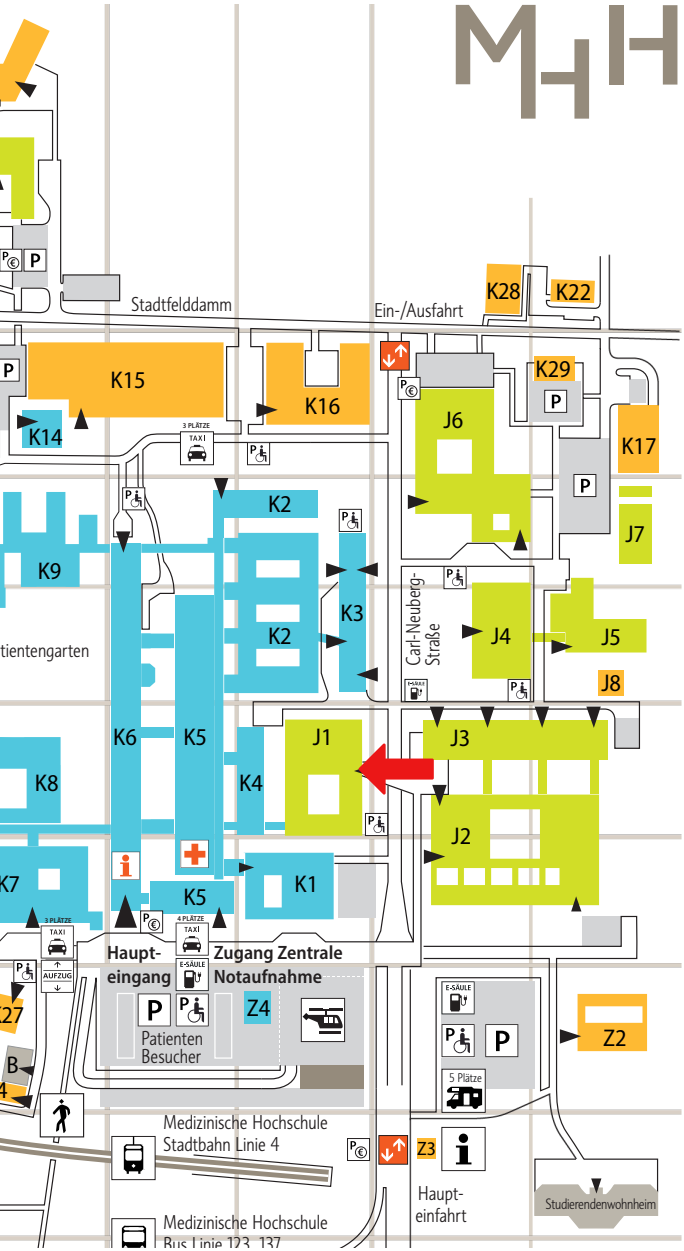 MHH
P€ P
Stadtfelddamm
Ein-/Ausfahrt
K28
K22
P
K15
K16
P€
K29
P
K14
3 PLÄTZE
TAXI
P
J6
K17
P
P
K2
P
J7
K9
K2
K3
P
Carl-Neuberg-
Straße
J4
J5
tientengarten
E-SÄULE
P
J8
K6
K5
J1
J3
K8
K4
P
J2
i
K7
K5
K1
3 PLÄTZE
TAXI
P€
4 PLÄTZE
TAXI
AUFZUG
Haupt-
eingang
E-SÄULE
Zugang Zentrale
Notaufnahme
P
K27
P
P
Z4
Patienten
Besucher
E-SÄULE
P
P
Z2
B
4
5 Plätze
Medizinische Hochschule
Stadtbahn Linie 4
P€
Z3
i
Haupt-
einfahrt
Studierendenwohnheim
Medizinische Hochschule
Bus Linie 123, 137